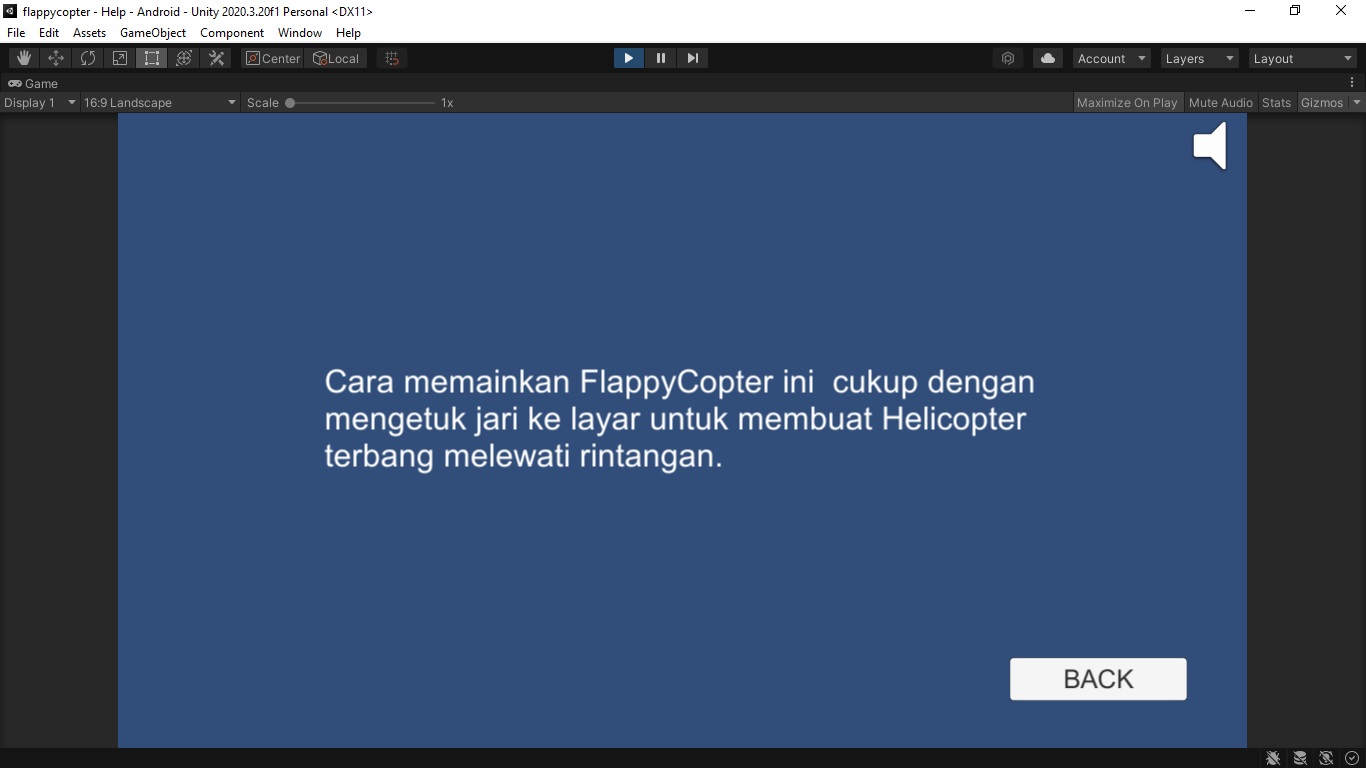 flappycopter - Help - Android - Unity 2020.3.20f1 Personal <DX11>
File Edit Assets GameObject Component Window Help
Center Local Account Layers Layout
Game
Display 1 16:9 Landscape Scale 1x Maximize On Play Mute Audio Stats Gizmos
Cara memainkan FlappyCopter ini  cukup dengan
mengetuk jari ke layar untuk membuat Helicopter
terbang melewati rintangan.
BACK